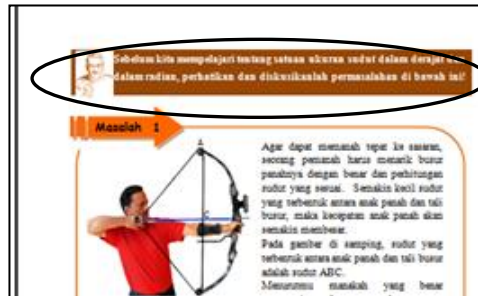 Sebelum kita mempelajari tentang satuan ukuran sudut dalam derajat
dalam radian, perhatikan dan diskusikanlah permasalahan di bawah ini!
Masalah 1
A
Agar dapat memanah tepat ke sasaran,
seorang pemanah harus menarik busur
panahnya dengan benar dan perhitungan
sudut yang sesuai. Semakin kecil sudut
yang terbentuk antara anak panah dan tali
busur, maka kecepatan anak panah akan
semakin membesar.
Pada gambar di samping, sudut yang
terbentuk antara anak panah dan tali busur
adalah sudut ABC.
manakah yang benar